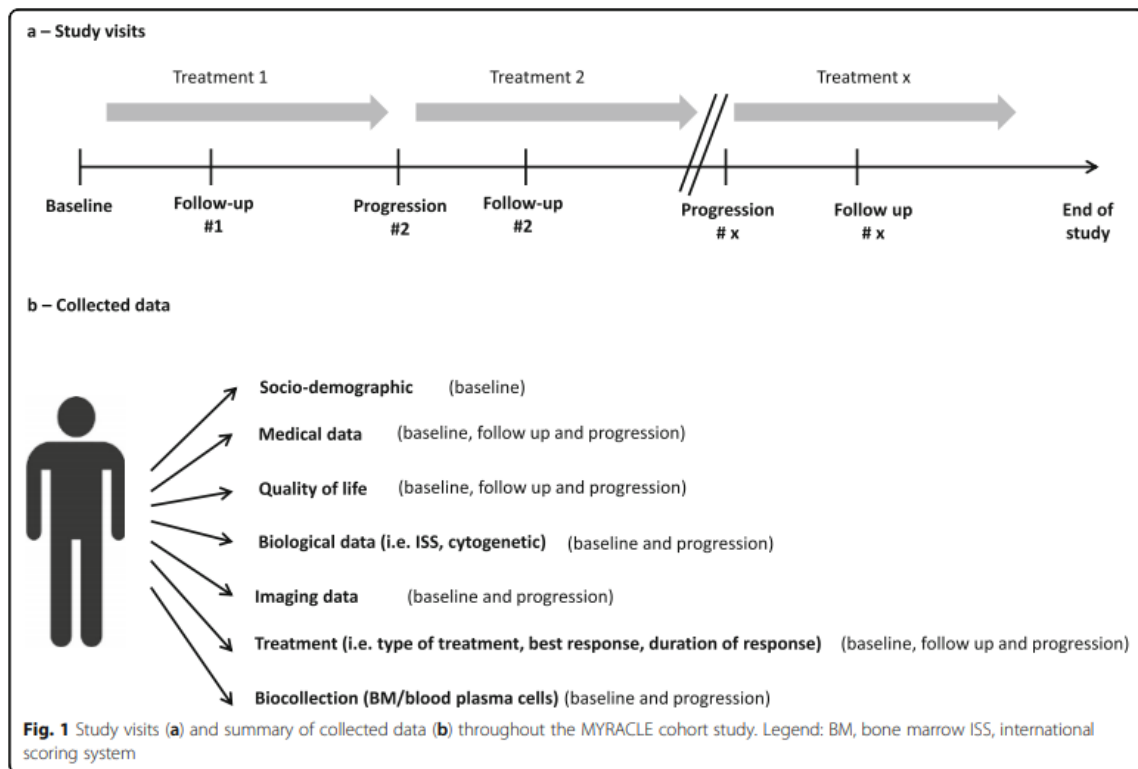 a – Study visits
Treatment 1
Treatment 2
Treatment x
Baseline
Follow-up
#1
Progression
#2
Follow-up
#2
Progression
# x
Follow up
# x
End of
study
b – Collected data
Socio-demographic (baseline)
Medical data (baseline, follow up and progression)
Quality of life (baseline, follow up and progression)
Biological data (i.e. ISS, cytogenetic) (baseline and progression)
Imaging data (baseline and progression)
Treatment (i.e. type of treatment, best response, duration of response) (baseline, follow up and progression)
Biocollection (BM/blood plasma cells) (baseline and progression)
Fig. 1 Study visits (a) and summary of collected data (b) throughout the MYRACLE cohort study. Legend: BM, bone marrow ISS, international
scoring system